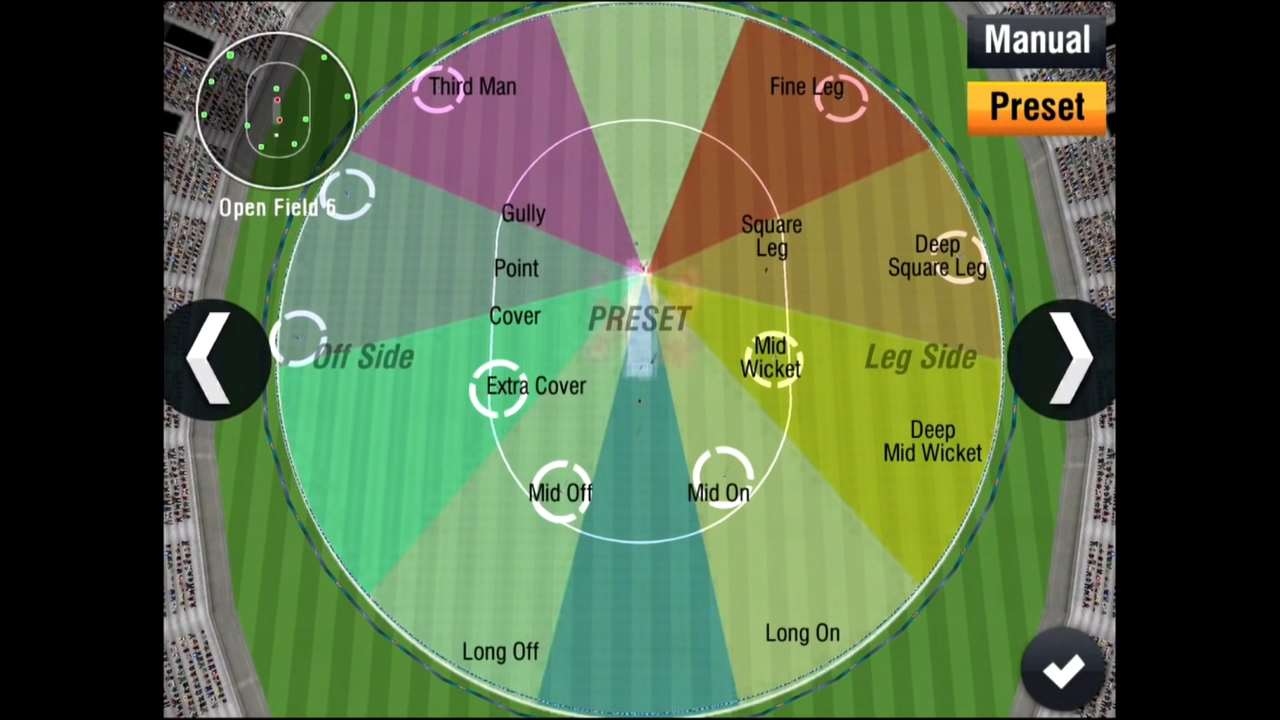 Manual
Third Man
Fine Leg
Preset
Open Field 6
Gully
Square
Leg
Deep
Square Leg
Point
Cover
PRESET
Off Side
Mid
Wicket
Leg Side
Extra Cover
Deep
Mid Wicket
Mid Off
Mid On
Long On
Long Off